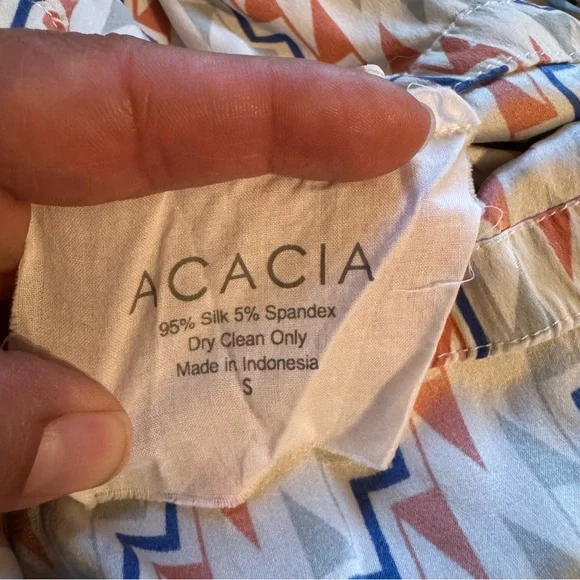 ACACIA
95% Silk 5% Spandex
Dry Clean Only
Made in Indonesia
S